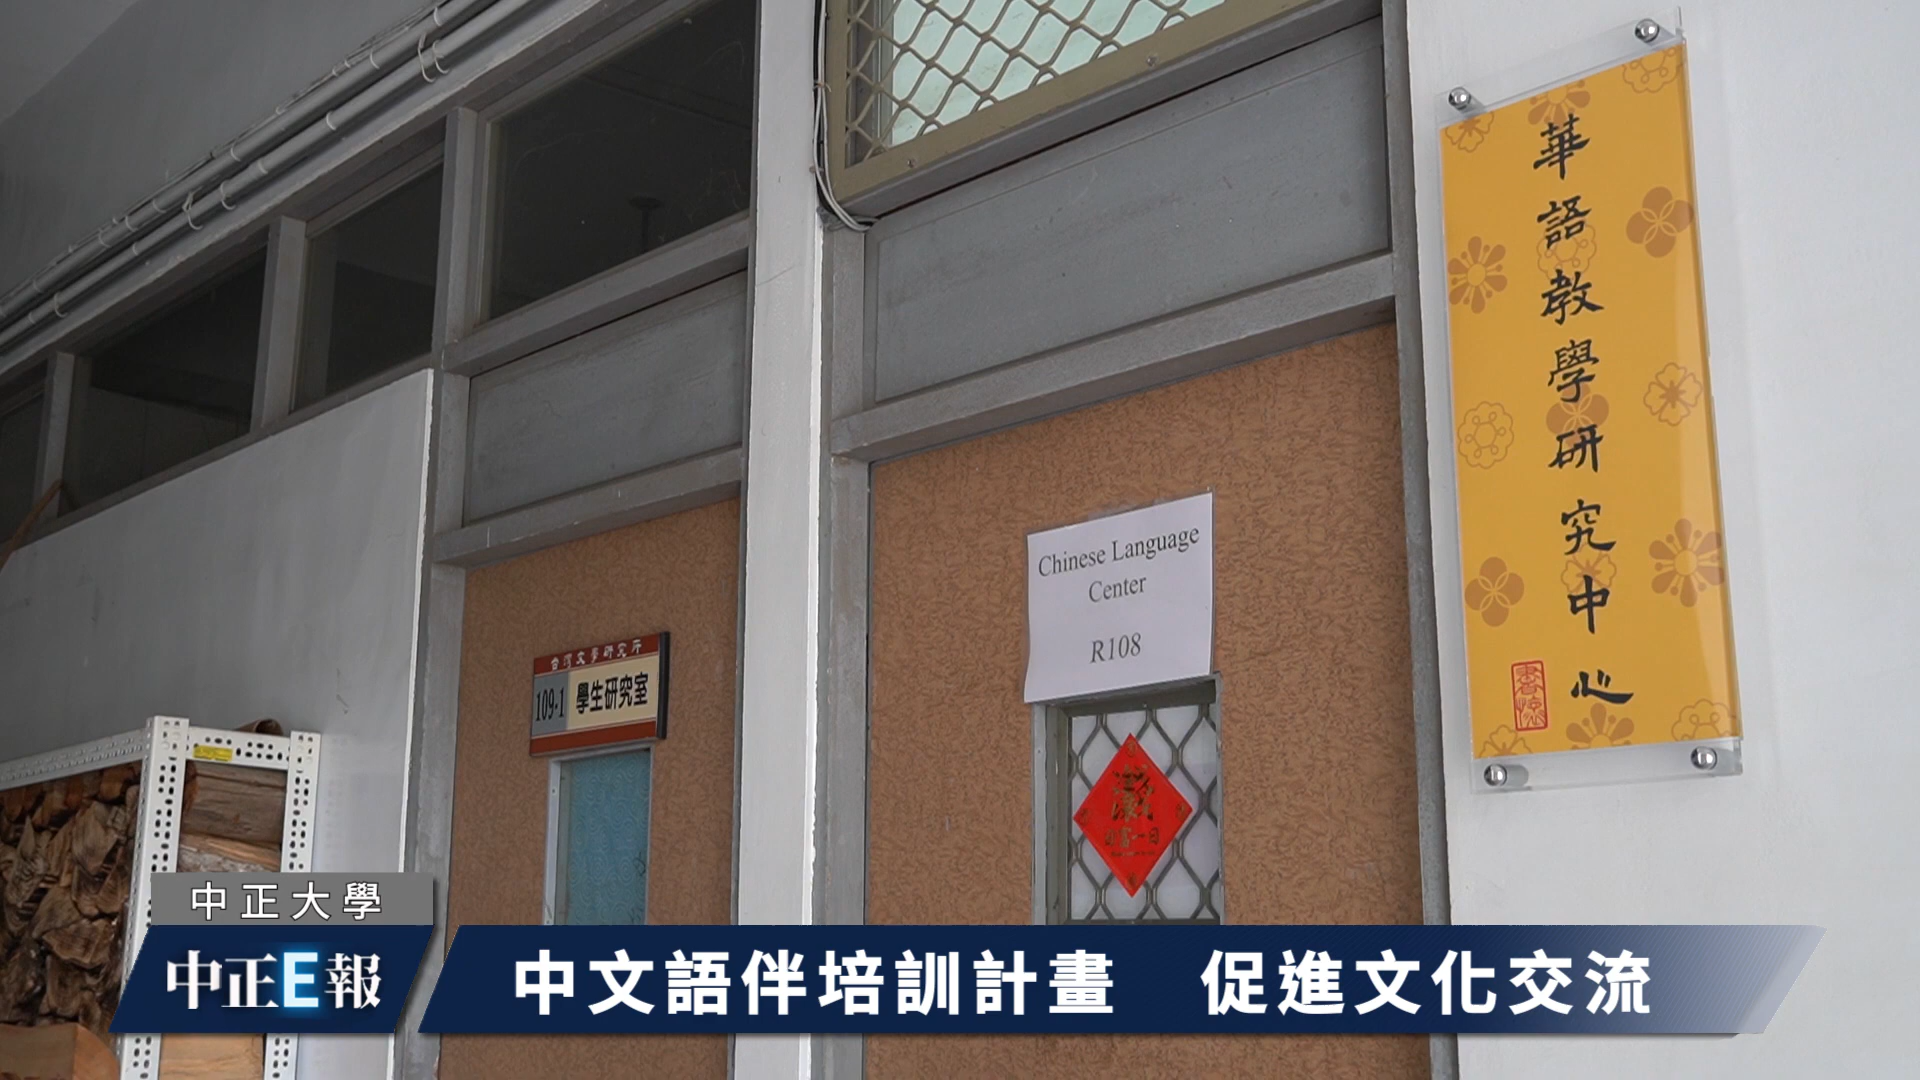 華語教學研究中心
Chinese Language
Center
R108
台灣文學研究所
109-1 學生研究室
中正大學
中正E報
中文語伴培訓計畫 促進文化交流